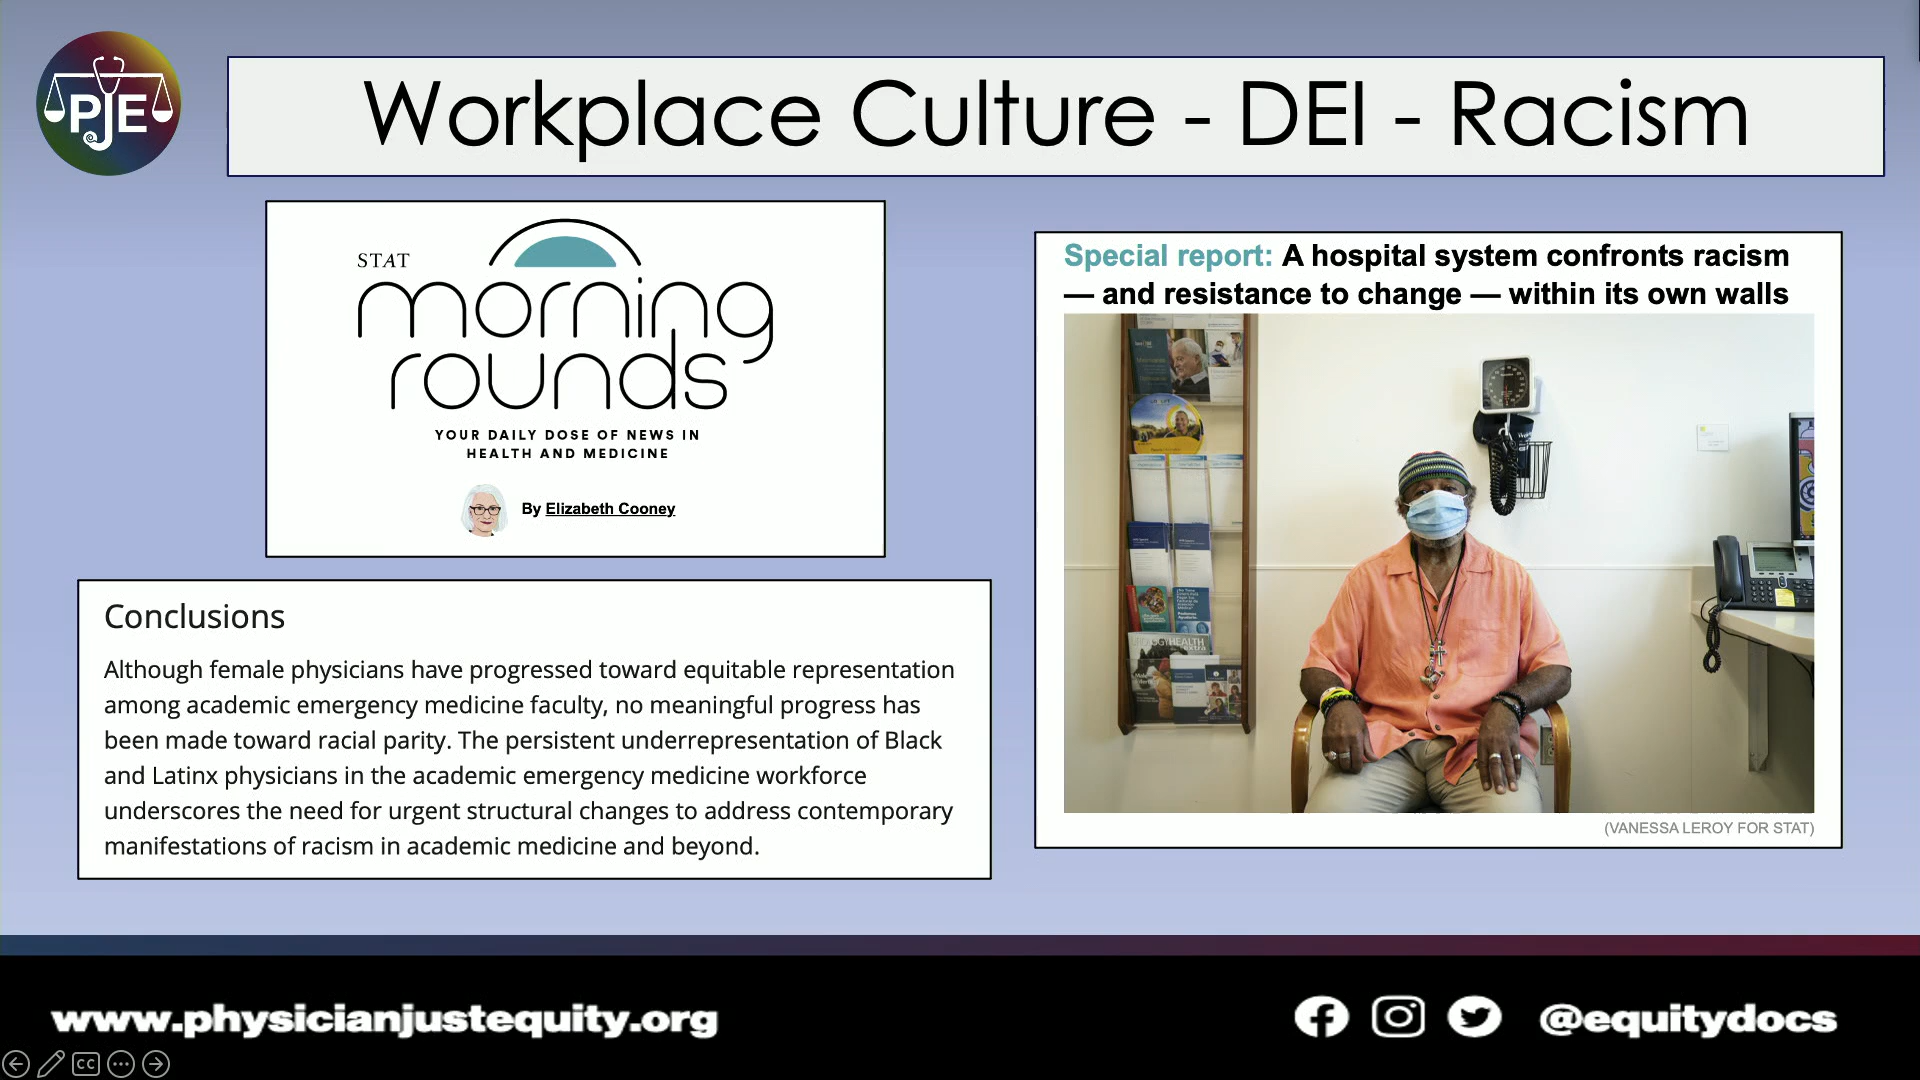 PJE
Workplace Culture - DEI - Racism
STAT
morning
rounds
YOUR DAILY DOSE OF NEWS IN
HEALTH AND MEDICINE
By Elizabeth Cooney
Conclusions
Although female physicians have progressed toward equitable representation
among academic emergency medicine faculty, no meaningful progress has
been made toward racial parity. The persistent underrepresentation of Black
and Latinx physicians in the academic emergency medicine workforce
underscores the need for urgent structural changes to address contemporary
manifestations of racism in academic medicine and beyond.
Special report: A hospital system confronts racism
— and resistance to change — within its own walls
(VANESSA LEROY FOR STAT)
www.physicianjustequity.org
@equitydocs
CC